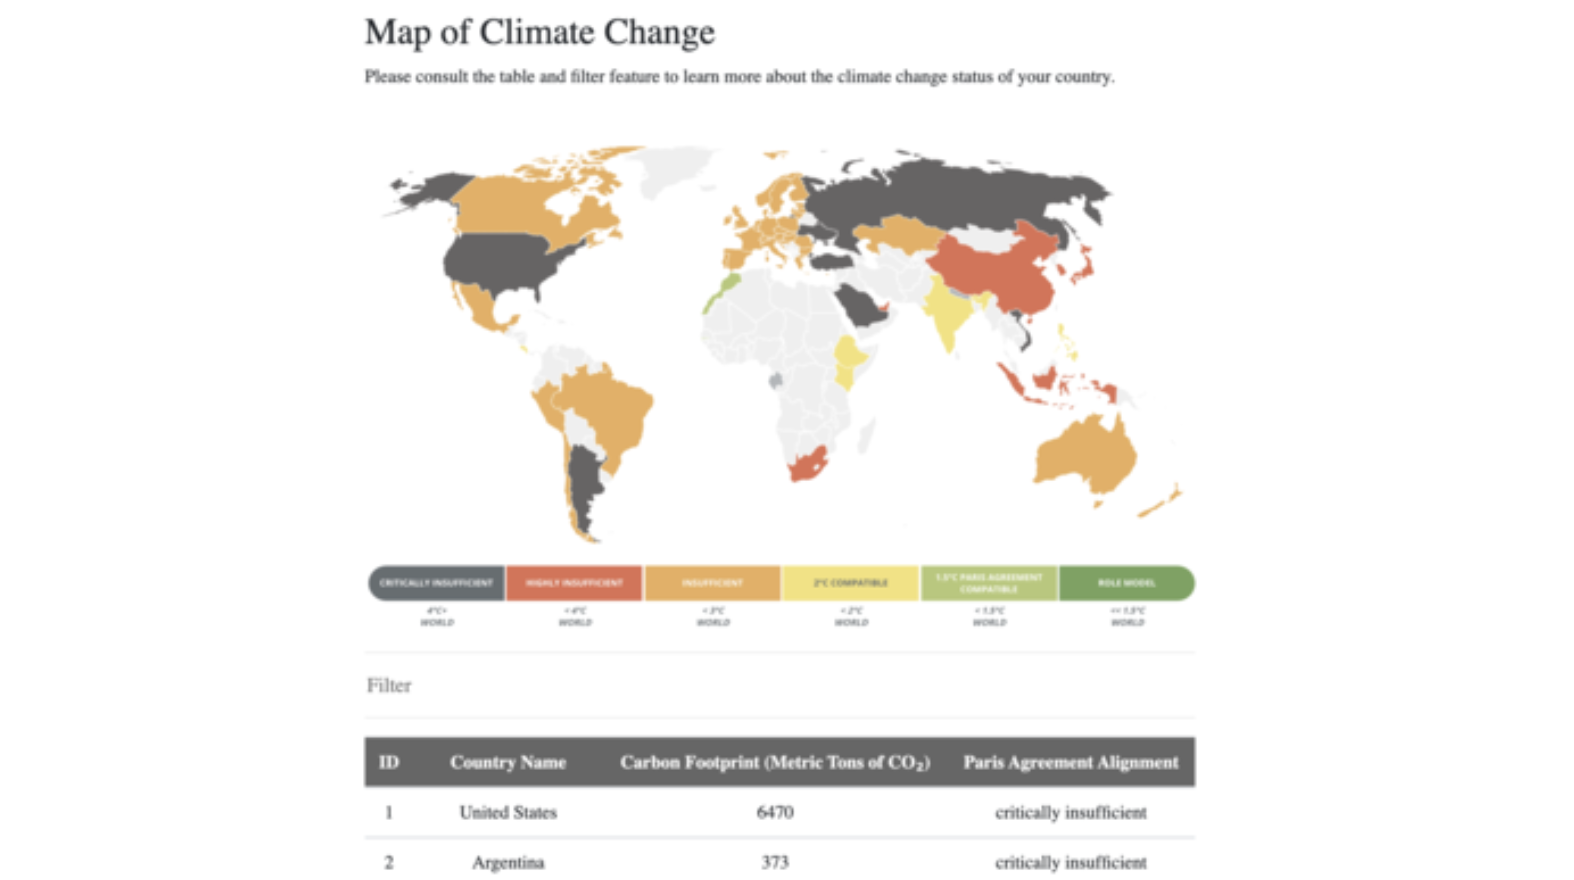 Map of Climate Change
Please consult the table and filter feature to learn more about the climate change status of your country.
CRITICALLY INSUFFICIENT
HIGHLY INSUFFICIENT
INSUFFICIENT
2°C COMPATIBLE
1.5°C PARIS AGREEMENT
COMPATIBLE
ROLE MODEL
4°C+
WORLD
< 4°C
WORLD
< 3°C
WORLD
< 2°C
WORLD
< 1.5°C
WORLD
<< 1.5°C
WORLD
Filter
ID Country Name Carbon Footprint (Metric Tons of CO₂) Paris Agreement Alignment
1 United States 6470 critically insufficient
2 Argentina 373 critically insufficient